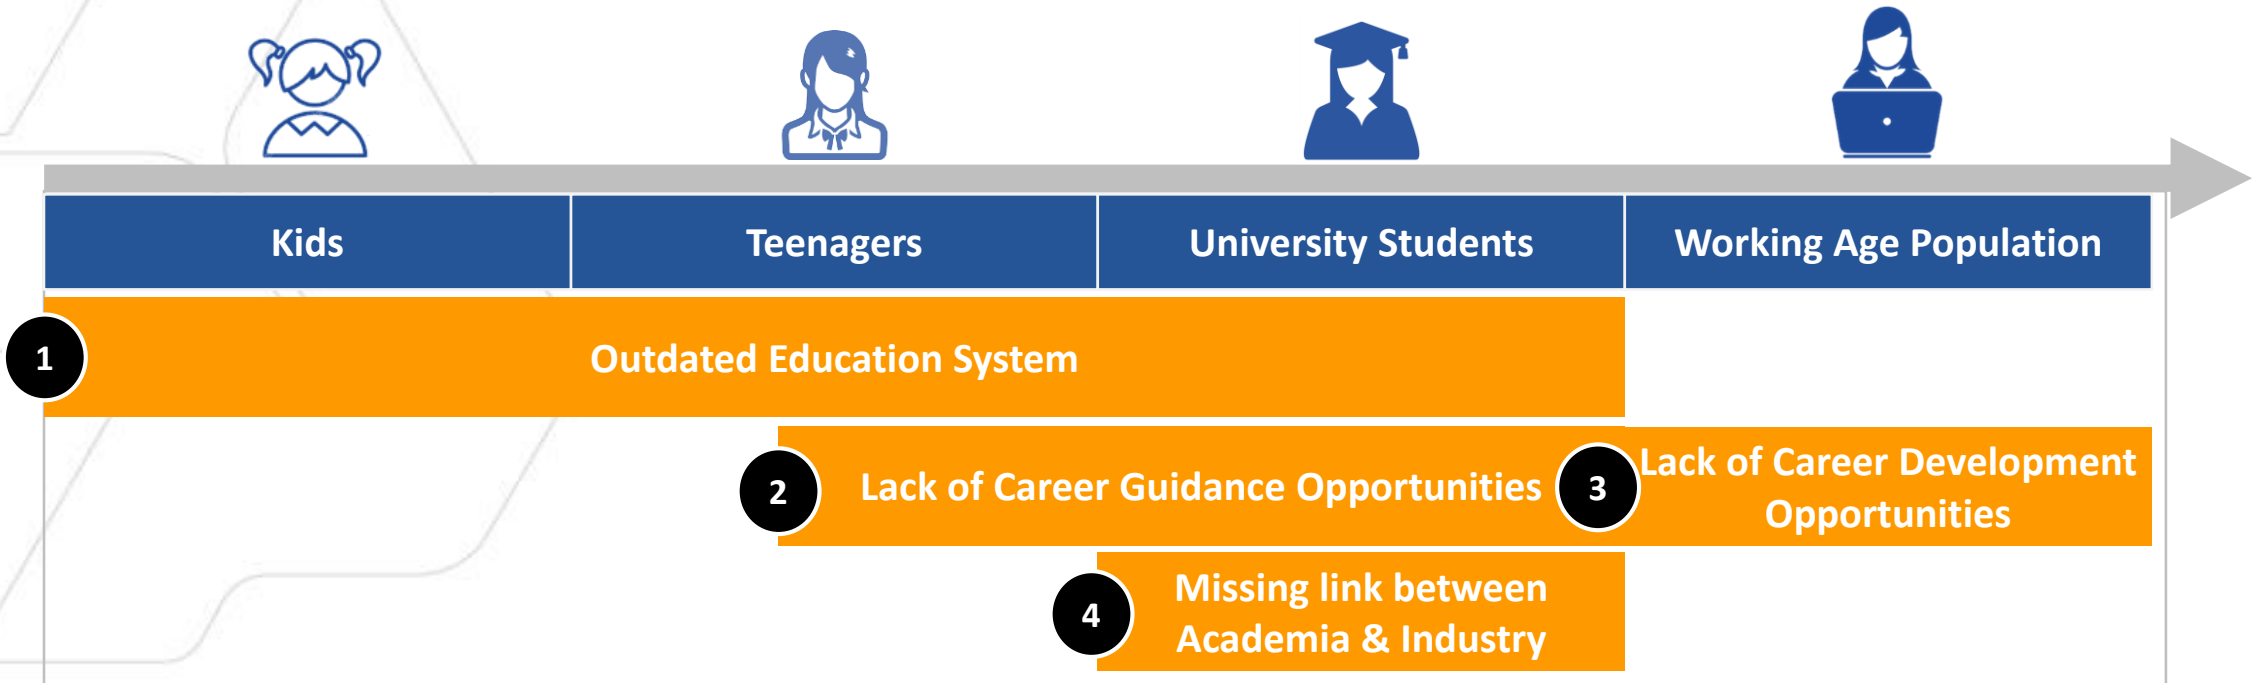 Kids
Teenagers
University Students
Working Age Population
1
Outdated Education System
2
Lack of Career Guidance Opportunities
3
Lack of Career Development
Opportunities
4
Missing link between
Academia & Industry